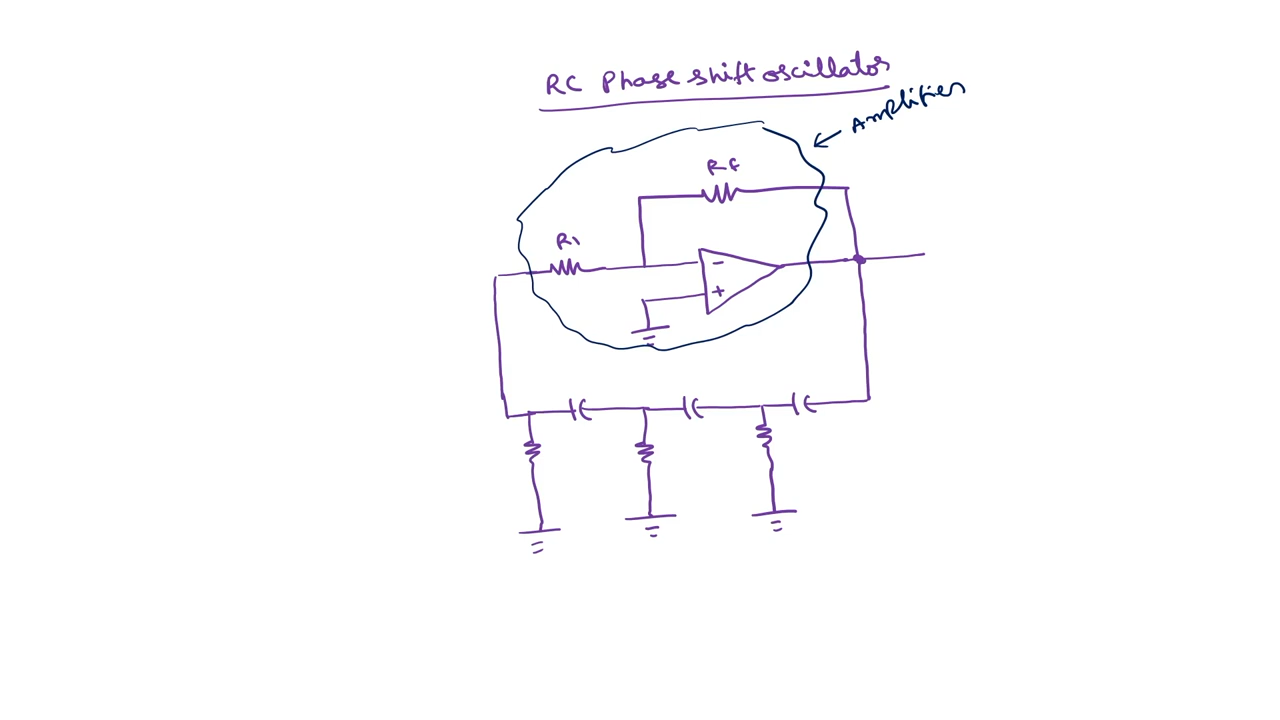 RC Phase shift oscillator
Amplifier
Rf
R1
-
+